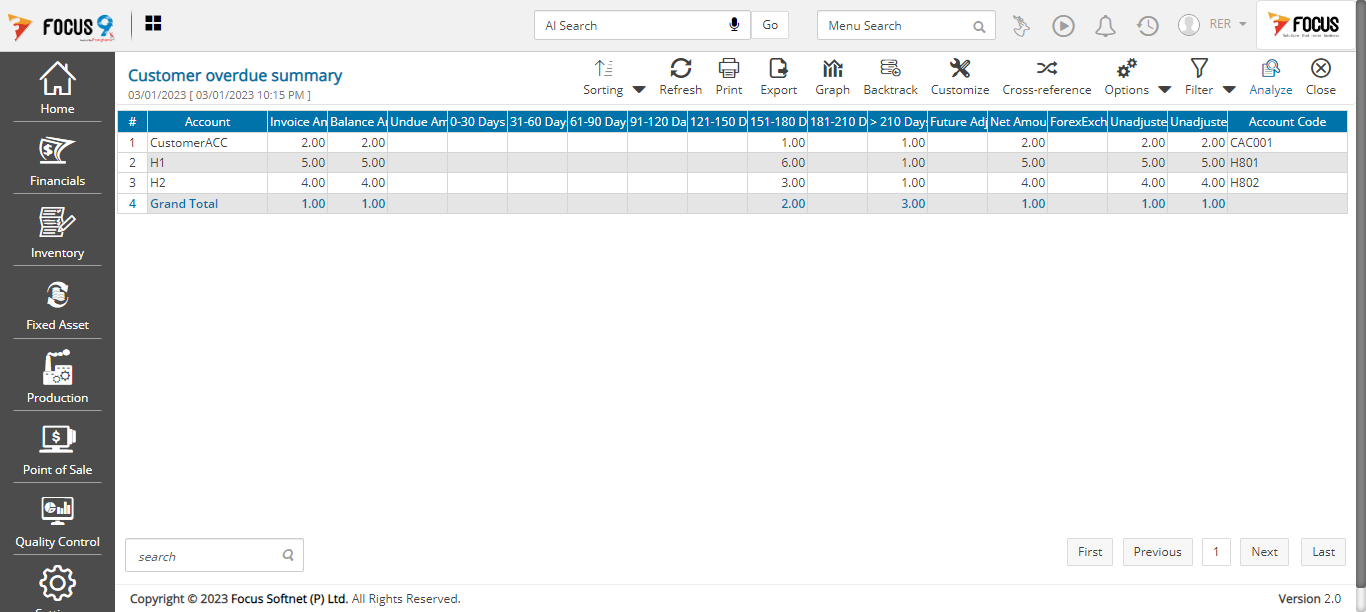 FOCUS 9
AI Search
Go
Menu Search
RER
FOCUS
Home
Financials
Inventory
Fixed Asset
Production
Point of Sale
Quality Control
Customer overdue summary
03/01/2023 [ 03/01/2023 10:15 PM ]
Sorting Refresh Print Export Graph Backtrack Customize Cross-reference Options Filter Analyze Close
# Account Invoice Am Balance Am Undue Am 0-30 Days 31-60 Day 61-90 Day 91-120 Da 121-150 D 151-180 D 181-210 D > 210 Day Future Adj Net Amou ForexExch Unadjuste Unadjuste Account Code
1 CustomerACC 2.00 2.00 1.00 1.00 2.00 2.00 2.00 CAC001
2 H1 5.00 5.00 6.00 1.00 5.00 5.00 5.00 H801
3 H2 4.00 4.00 3.00 1.00 4.00 4.00 4.00 H802
4 Grand Total 1.00 1.00 2.00 3.00 1.00 1.00 1.00
search
First Previous 1 Next Last
Copyright © 2023 Focus Softnet (P) Ltd. All Rights Reserved.
Version 2.0